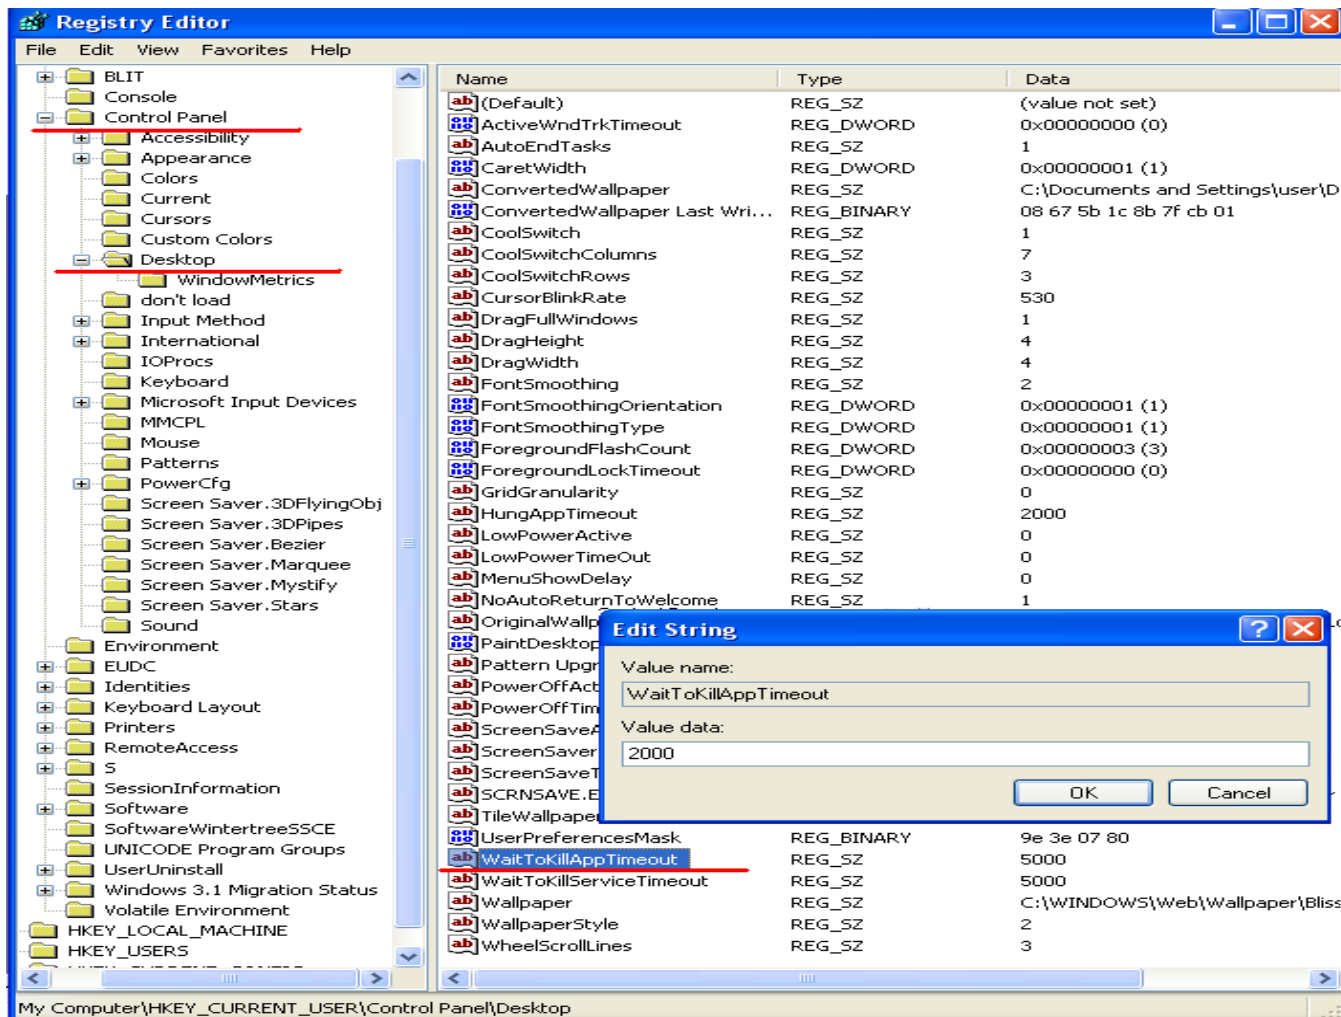 Registry Editor
File Edit View Favorites Help
BLIT
Console
Control Panel
Accessibility
Appearance
Colors
Current
Cursors
Custom Colors
Desktop
WindowMetrics
don't load
Input Method
International
IOProcs
Keyboard
Microsoft Input Devices
MMCPL
Mouse
Patterns
PowerCfg
Screen Saver.3DFlyingObj
Screen Saver.3DPipes
Screen Saver.Bezier
Screen Saver.Marquee
Screen Saver.Mystify
Screen Saver.Stars
Sound
Environment
EUDC
Identities
Keyboard Layout
Printers
RemoteAccess
S
SessionInformation
Software
SoftwareWintertreeSSCE
UNICODE Program Groups
UserUninstall
Windows 3.1 Migration Status
Volatile Environment
HKEY_LOCAL_MACHINE
HKEY_USERS
Name Type Data
(Default) REG_SZ (value not set)
ActiveWndTrkTimeout REG_DWORD 0x00000000 (0)
AutoEndTasks REG_SZ 1
CaretWidth REG_DWORD 0x00000001 (1)
ConvertedWallpaper REG_SZ C:\Documents and Settings\user\D
ConvertedWallpaper Last Wri... REG_BINARY 08 67 5b 1c 8b 7f cb 01
CoolSwitch REG_SZ 1
CoolSwitchColumns REG_SZ 7
CoolSwitchRows REG_SZ 3
CursorBlinkRate REG_SZ 530
DragFullWindows REG_SZ 1
DragHeight REG_SZ 4
DragWidth REG_SZ 4
FontSmoothing REG_SZ 2
FontSmoothingOrientation REG_DWORD 0x00000001 (1)
FontSmoothingType REG_DWORD 0x00000001 (1)
ForegroundFlashCount REG_DWORD 0x00000003 (3)
ForegroundLockTimeout REG_DWORD 0x00000000 (0)
GridGranularity REG_SZ 0
HungAppTimeout REG_SZ 2000
LowPowerActive REG_SZ 0
LowPowerTimeOut REG_SZ 0
MenuShowDelay REG_SZ 0
NoAutoReturnToWelcome REG_SZ 1
OriginalWallp
PaintDesktop
Pattern Upgr
PowerOffAct
PowerOffTim
ScreenSaveA
ScreenSaver
ScreenSaveT
SCRNSAVE.E
TileWallpape
UserPreferencesMask REG_BINARY 9e 3e 07 80
WaitToKillAppTimeout REG_SZ 5000
WaitToKillServiceTimeout REG_SZ 5000
Wallpaper REG_SZ C:\WINDOWS\Web\Wallpaper\Bliss
WallpaperStyle REG_SZ 2
WheelScrollLines REG_SZ 3
Edit String
Value name:
WaitToKillAppTimeout
Value data:
2000
OK Cancel
My Computer\HKEY_CURRENT_USER\Control Panel\Desktop